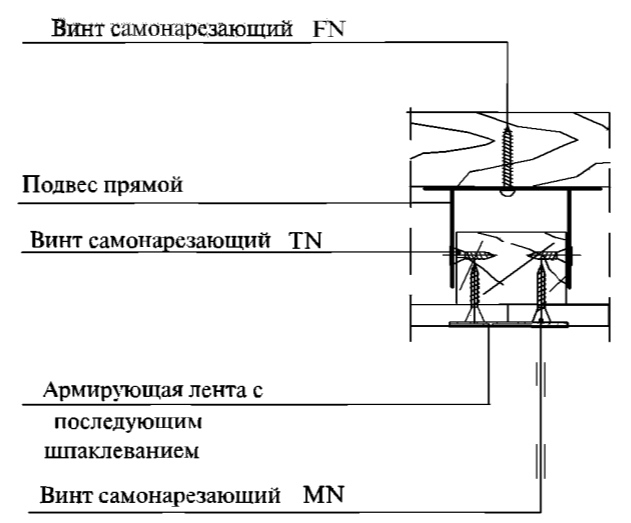 Винт самонарезающий FN
Подвес прямой
Винт самонарезающий TN
Армирующая лента с
последующим
шпаклеванием
Винт самонарезающий MN